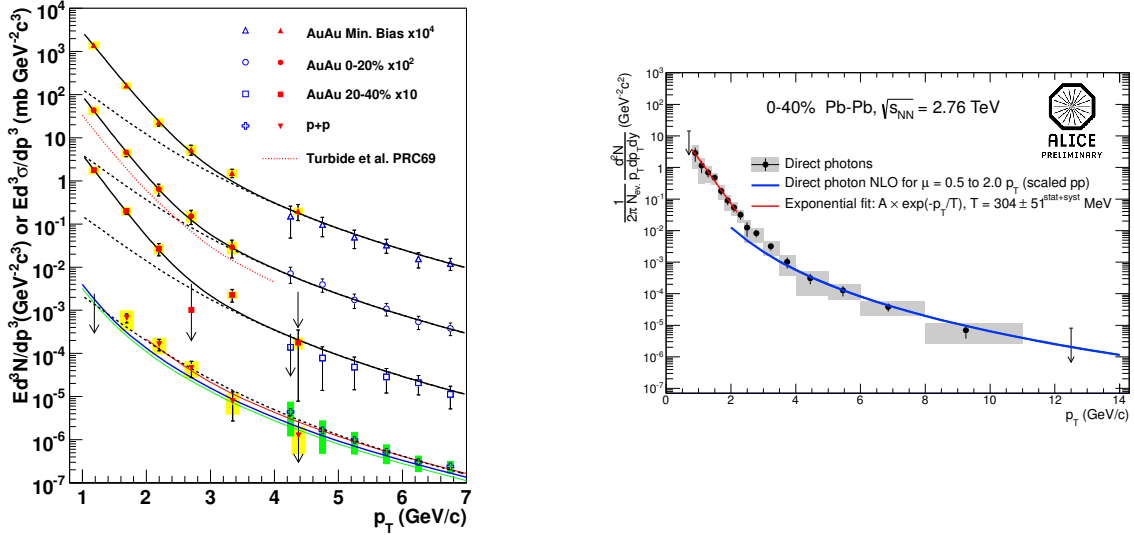 Ed³N/dp³(GeV⁻²c³) or Ed³σ/dp³ (mb GeV⁻²c³)
10⁴
10³
10²
10
1
10⁻¹
10⁻²
10⁻³
10⁻⁴
10⁻⁵
10⁻⁶
10⁻⁷
AuAu Min. Bias x10⁴
AuAu 0-20% x10²
AuAu 20-40% x10
p+p
Turbide et al. PRC69
1 2 3 4 5 6 7
p_T (GeV/c)
1/(2π N_ev.) d²N/(p_T dp_T dy) (GeV⁻²c²)
10³
10²
10
1
10⁻¹
10⁻²
10⁻³
10⁻⁴
10⁻⁵
10⁻⁶
10⁻⁷
0-40% Pb-Pb, √s_NN = 2.76 TeV
ALICE
PRELIMINARY
Direct photons
Direct photon NLO for μ = 0.5 to 2.0 p_T (scaled pp)
Exponential fit: A × exp(-p_T/T), T = 304 ± 51^stat+syst MeV
0 2 4 6 8 10 12 14
p_T (GeV/c)